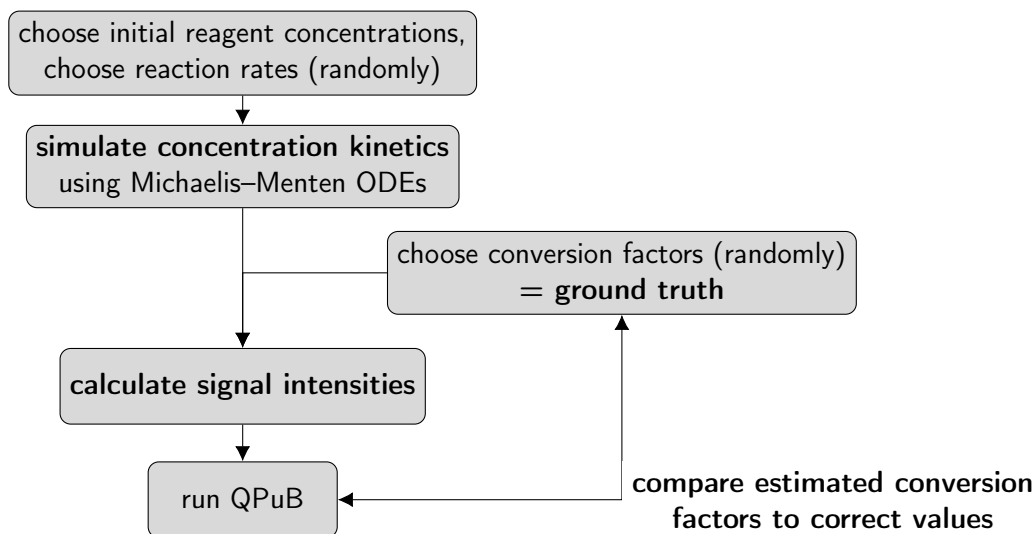 choose initial reagent concentrations,
choose reaction rates (randomly)
simulate concentration kinetics
using Michaelis–Menten ODEs
choose conversion factors (randomly)
= ground truth
calculate signal intensities
run QPuB
compare estimated conversion
factors to correct values